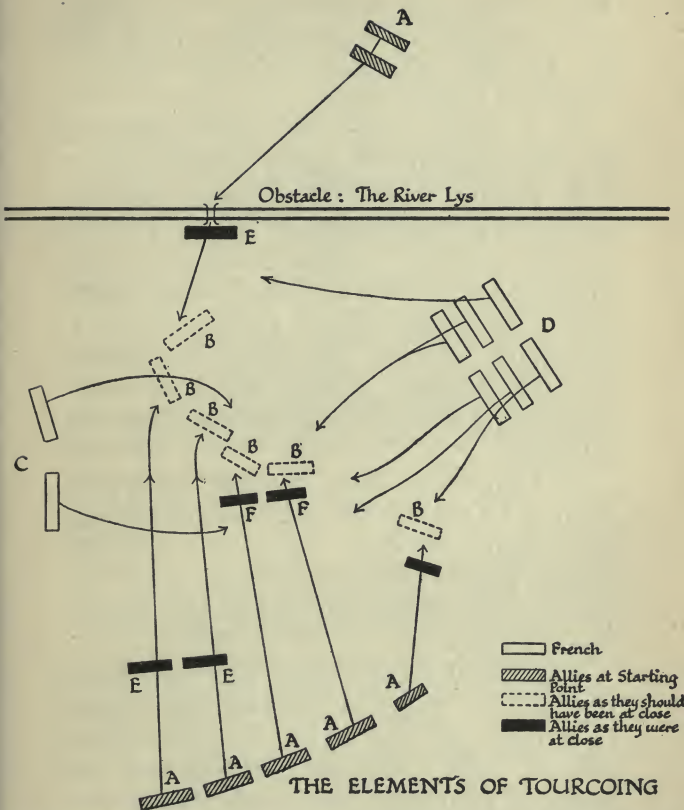 A
Obstacle : The River Lys
E
D
B
B
B
B
B
C
F
F
B
E
E
A
A
A
A
A
French
Allies at Starting
Point
Allies as they should
have been at close
Allies as they were
at close
THE ELEMENTS OF TOURCOING